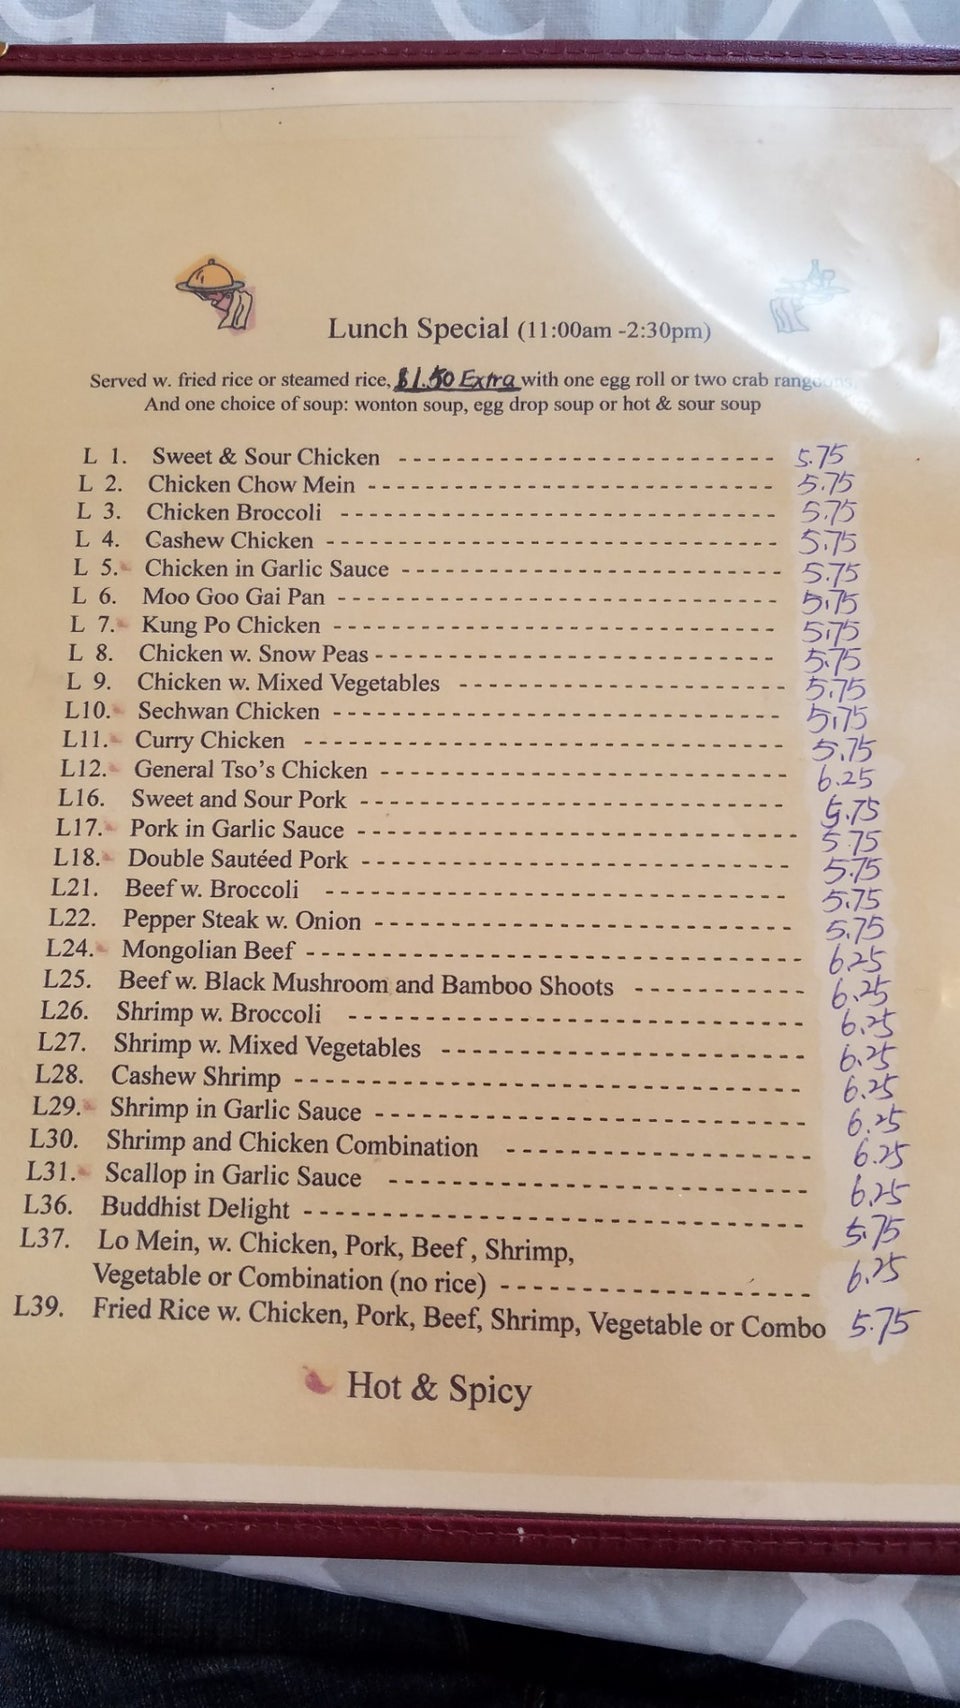 Lunch Special (11:00am -2:30pm)
Served w. fried rice or steamed rice, $1.50 Extra with one egg roll or two crab rangoons,
And one choice of soup: wonton soup, egg drop soup or hot & sour soup
L 1. Sweet & Sour Chicken 5.75
L 2. Chicken Chow Mein 5.75
L 3. Chicken Broccoli 5.75
L 4. Cashew Chicken 5.75
L 5. Chicken in Garlic Sauce 5.75
L 6. Moo Goo Gai Pan 5.75
L 7. Kung Po Chicken 5.75
L 8. Chicken w. Snow Peas 5.75
L 9. Chicken w. Mixed Vegetables 5.75
L10. Sechwan Chicken 5.75
L11. Curry Chicken 5.75
L12. General Tso's Chicken 6.25
L16. Sweet and Sour Pork 5.75
L17. Pork in Garlic Sauce 5.75
L18. Double Sautéed Pork 5.75
L21. Beef w. Broccoli 5.75
L22. Pepper Steak w. Onion 5.75
L24. Mongolian Beef 6.25
L25. Beef w. Black Mushroom and Bamboo Shoots 6.25
L26. Shrimp w. Broccoli 6.25
L27. Shrimp w. Mixed Vegetables 6.25
L28. Cashew Shrimp 6.25
L29. Shrimp in Garlic Sauce 6.25
L30. Shrimp and Chicken Combination 6.25
L31. Scallop in Garlic Sauce 6.25
L36. Buddhist Delight 5.75
L37. Lo Mein, w. Chicken, Pork, Beef , Shrimp,
Vegetable or Combination (no rice) 6.25
L39. Fried Rice w. Chicken, Pork, Beef, Shrimp, Vegetable or Combo 5.75
Hot & Spicy